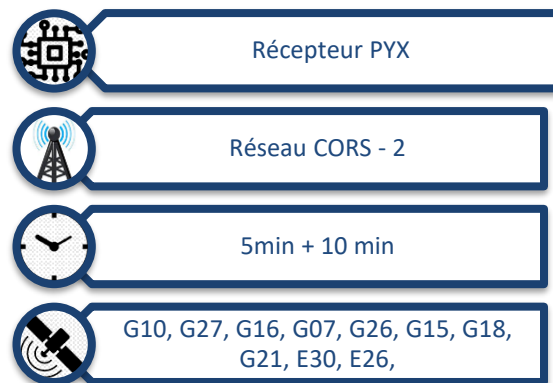 Récepteur PYX
Réseau CORS - 2
5min + 10 min
G10, G27, G16, G07, G26, G15, G18,
G21, E30, E26,